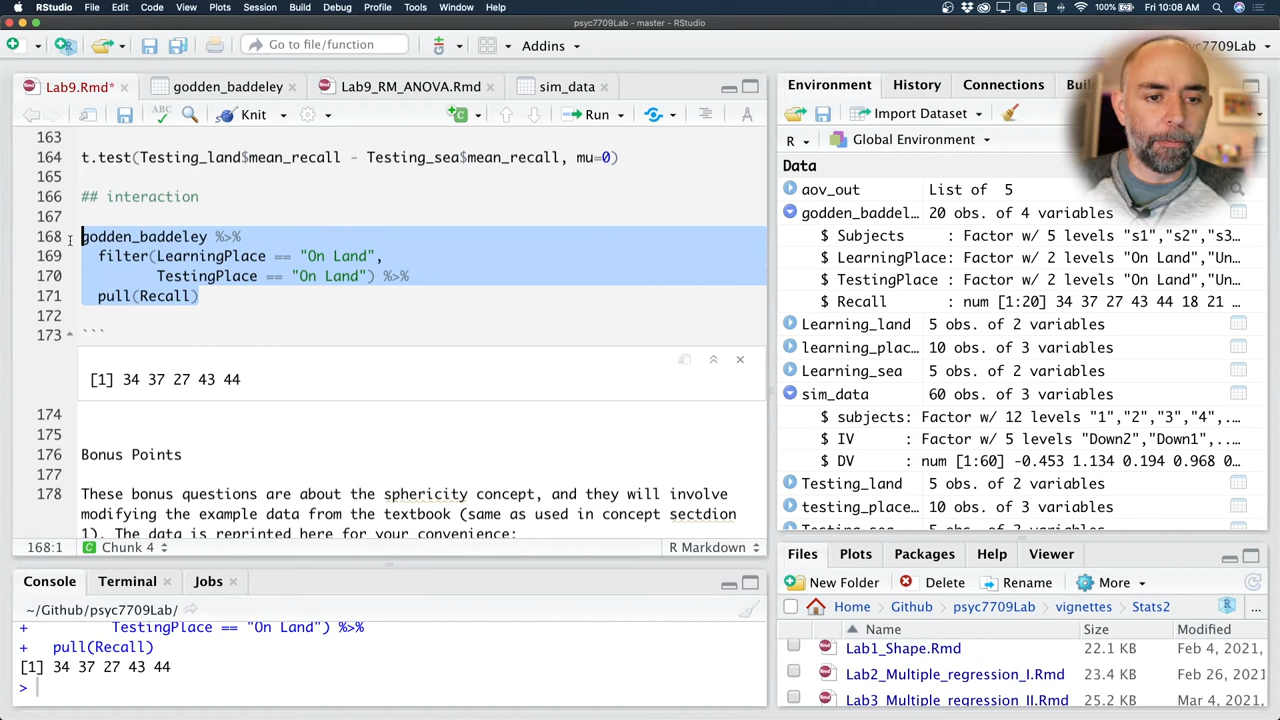 RStudio File Edit Code View Plots Session Build Debug Profile Tools Window Help 100% Fri 10:08 AM
psyc7709Lab - master - RStudio
Go to file/function Addins psyc7709Lab
Lab9.Rmd* godden_baddeley Lab9_RM_ANOVA.Rmd sim_data
Knit Run
163
164 t.test(Testing_land$mean_recall - Testing_sea$mean_recall, mu=0)
165
166 ## interaction
167
168 godden_baddeley %>%
169 filter(LearningPlace == "On Land",
170 TestingPlace == "On Land") %>%
171 pull(Recall)
172
173 ```
[1] 34 37 27 43 44
174
175
176 Bonus Points
177
178 These bonus questions are about the sphericity concept, and they will involve
modifying the example data from the textbook (same as used in concept sectdion
1). The data is reprinted here for your convenience:
168:1 Chunk 4 R Markdown
Console Terminal Jobs
~/Github/psyc7709Lab/
+ TestingPlace == "On Land") %>%
+ pull(Recall)
[1] 34 37 27 43 44
>
Environment History Connections
Import Dataset
R Global Environment
Data
aov_out List of 5
godden_baddel… 20 obs. of 4 variables
$ Subjects : Factor w/ 5 levels "s1","s2","s3…
$ LearningPlace: Factor w/ 2 levels "On Land","Un…
$ TestingPlace : Factor w/ 2 levels "On Land","Un…
$ Recall : num [1:20] 34 37 27 43 44 18 21 …
Learning_land 5 obs. of 2 variables
learning_plac… 10 obs. of 3 variables
Learning_sea 5 obs. of 2 variables
sim_data 60 obs. of 3 variables
$ subjects: Factor w/ 12 levels "1","2","3","4",…
$ IV : Factor w/ 5 levels "Down2","Down1",…
$ DV : num [1:60] -0.453 1.134 0.194 0.968 0…
Testing_land 5 obs. of 2 variables
testing_place… 10 obs. of 3 variables
Testing_sea 5 obs. of 2 variables
Files Plots Packages Help Viewer
New Folder Delete Rename More
Home Github psyc7709Lab vignettes Stats2 …
Name Size Modified
Lab1_Shape.Rmd 22.1 KB Feb 4, 2021,
Lab2_Multiple_regression_I.Rmd 23.4 KB Feb 26, 2021,
Lab3_Multiple_regression_II.Rmd 25.2 KB Mar 4, 2021,